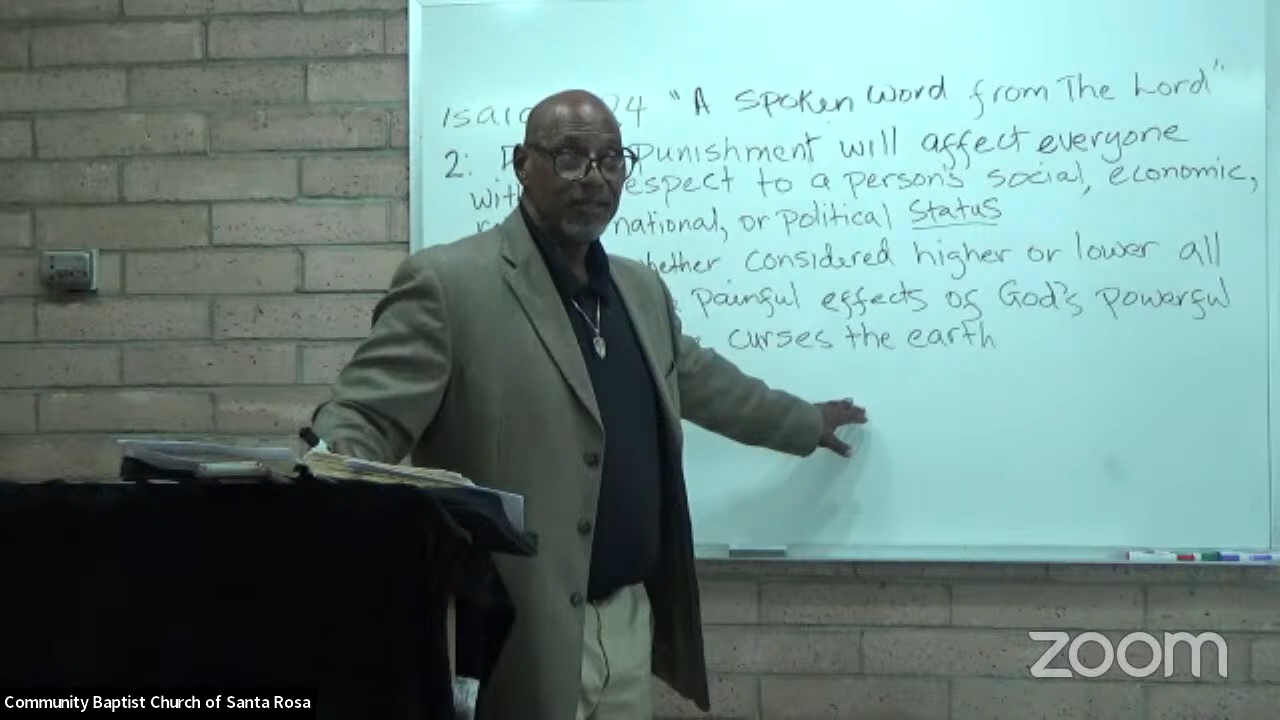 Isaia 24 "A Spoken Word from The Lord"
2: punishment will affect everyone
with espect to a person's social, economic,
national, or political status
hether considered higher or lower all
painful effects of God's powerful
curses the earth
zoom
Community Baptist Church of Santa Rosa